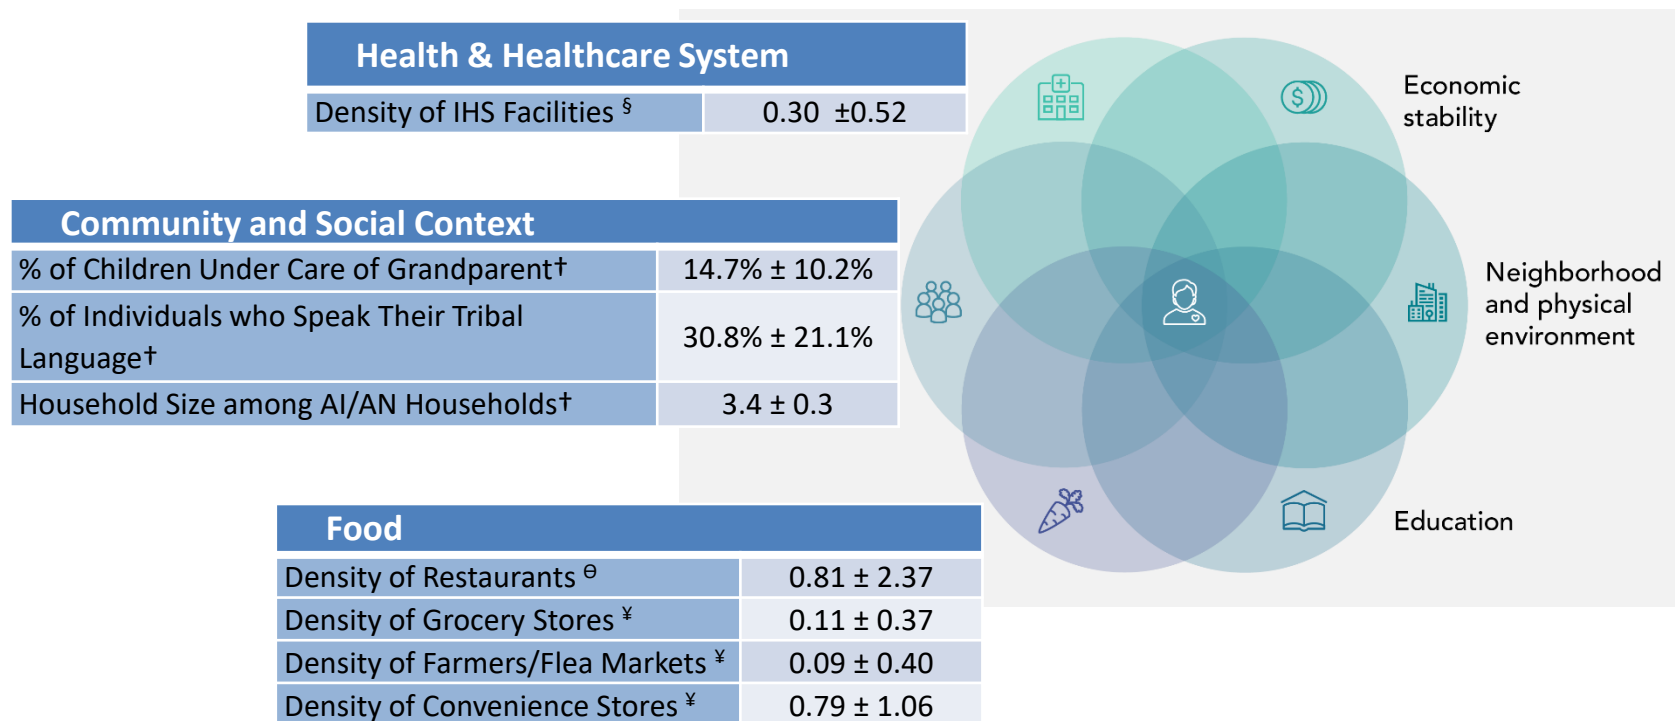 Health & Healthcare System
Density of IHS Facilities § 0.30 ±0.52
Economic
stability
Community and Social Context
% of Children Under Care of Grandparent† 14.7% ± 10.2%
% of Individuals who Speak Their Tribal
Language† 30.8% ± 21.1%
Household Size among AI/AN Households† 3.4 ± 0.3
Neighborhood
and physical
environment
Food
Density of Restaurants ϴ 0.81 ± 2.37
Density of Grocery Stores ¥ 0.11 ± 0.37
Density of Farmers/Flea Markets ¥ 0.09 ± 0.40
Density of Convenience Stores ¥ 0.79 ± 1.06
Education
$